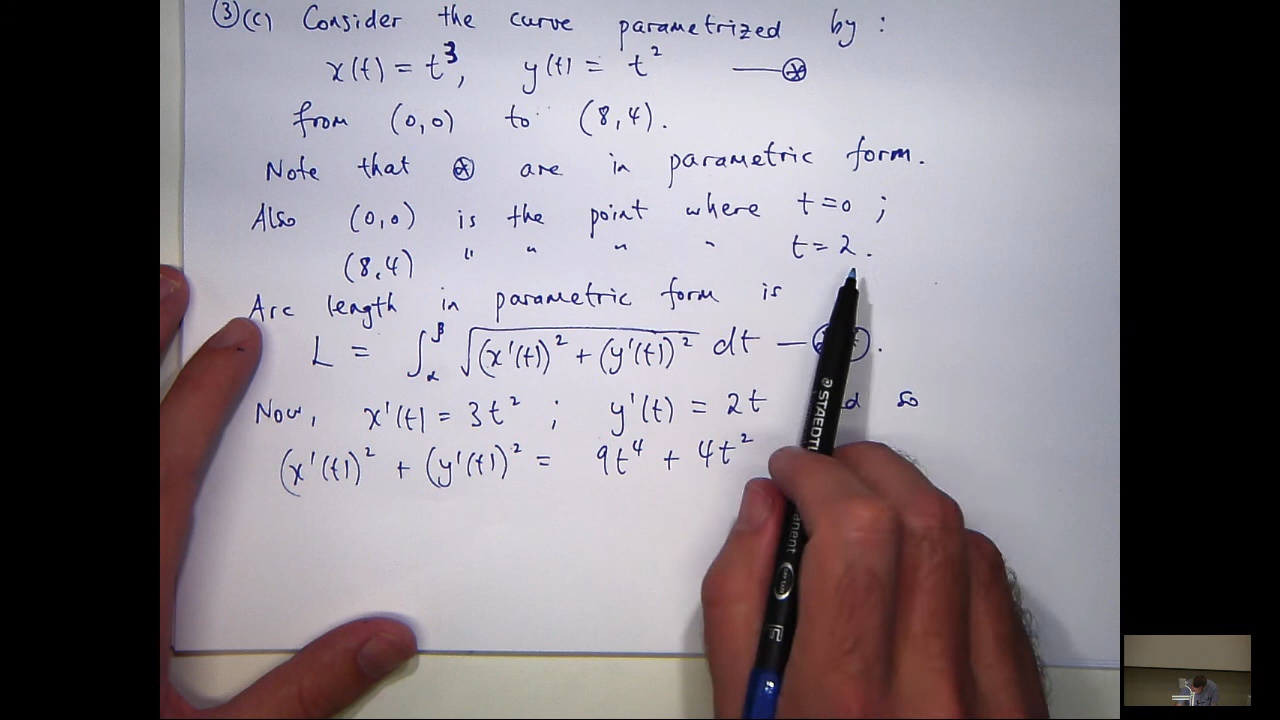 ③(c) Consider the curve parametrized by :
x(t) = t³, y(t) = t² —⊛
from (0,0) to (8,4).
Note that ⊛ are in parametric form.
Also (0,0) is the point where t=0 ;
(8,4) " " " " t=2.
Arc length in parametric form is
L = ∫_α^β √((x'(t))² + (y'(t))²) dt —
Now, x'(t) = 3t² ; y'(t) = 2t so
(x'(t))² + (y'(t))² = 9t⁴ + 4t²
STAEDTL